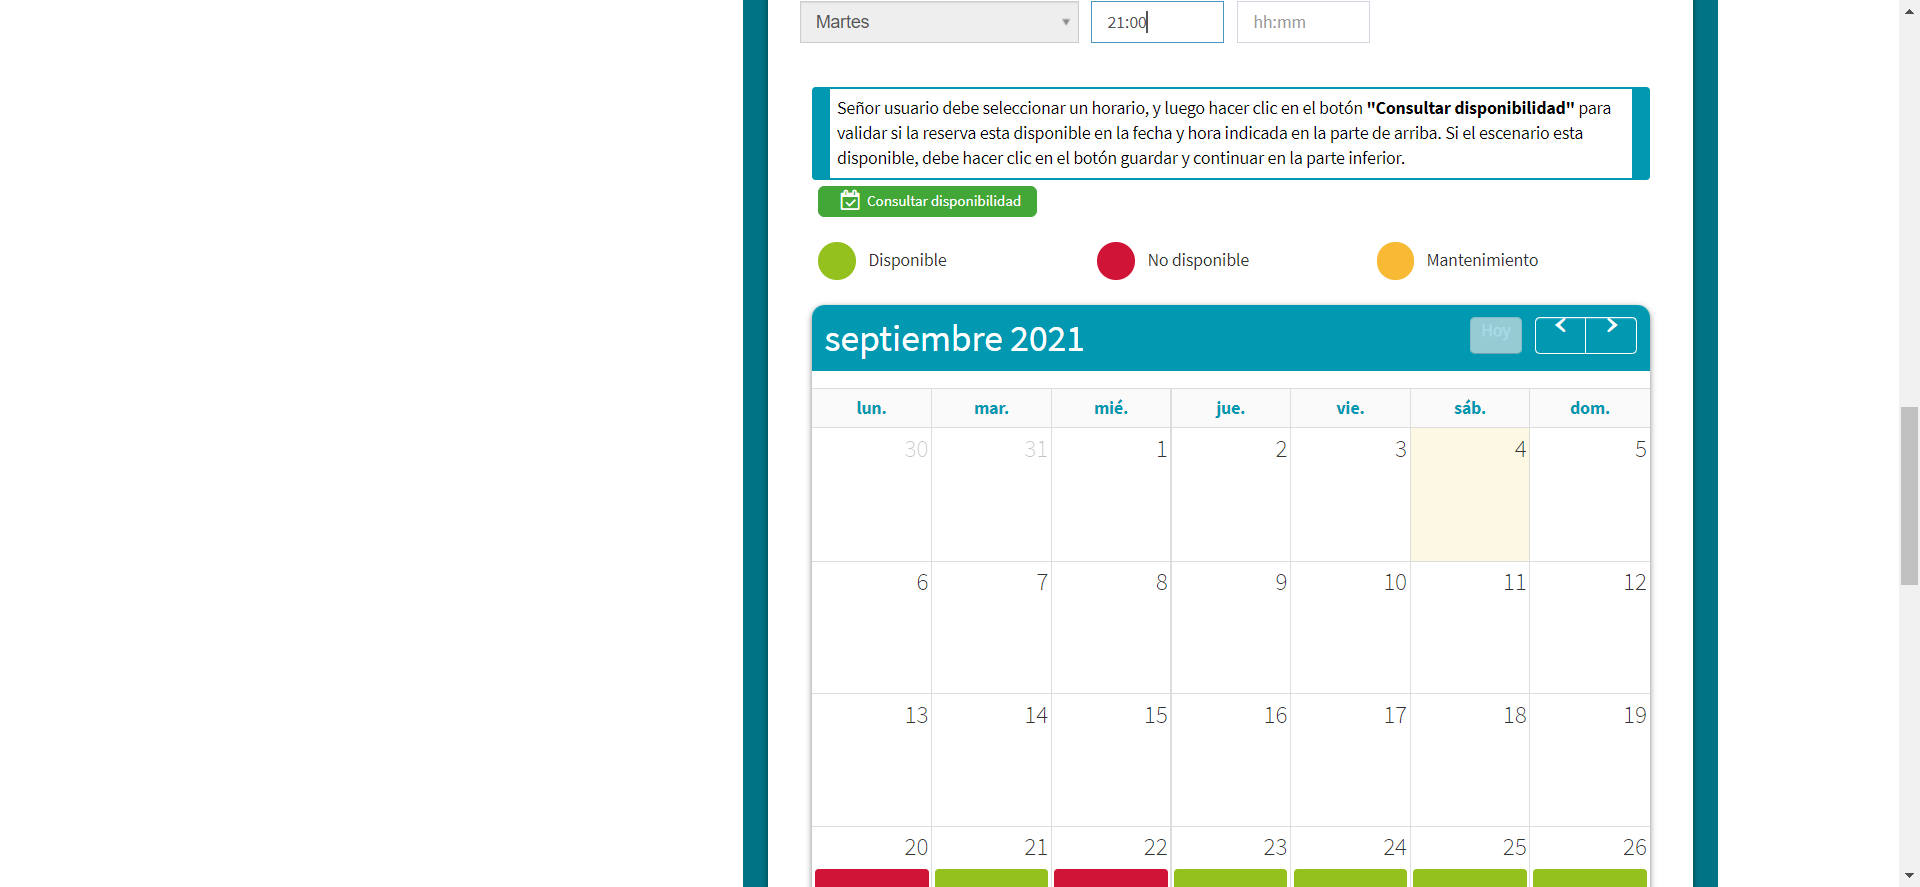 Martes 21:00 hh:mm
Señor usuario debe seleccionar un horario, y luego hacer clic en el botón "Consultar disponibilidad" para
validar si la reserva esta disponible en la fecha y hora indicada en la parte de arriba. Si el escenario esta
disponible, debe hacer clic en el botón guardar y continuar en la parte inferior.
Consultar disponibilidad
Disponible No disponible Mantenimiento
septiembre 2021 Hoy
lun. mar. mié. jue. vie. sáb. dom.
30 31 1 2 3 4 5
6 7 8 9 10 11 12
13 14 15 16 17 18 19
20 21 22 23 24 25 26